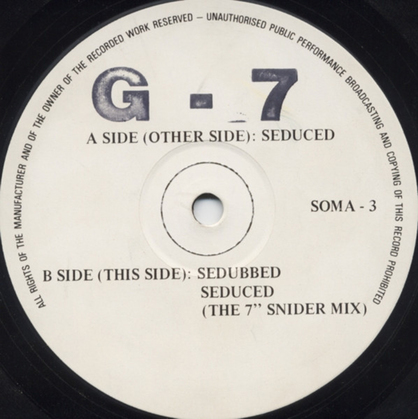 ALL RIGHTS OF THE MANUFACTURER AND OF THE OWNER OF THE RECORDED WORK RESERVED – UNAUTHORISED PUBLIC PERFORMANCE BROADCASTING AND COPYING OF THIS RECORD PROHIBITED
G - 7
A SIDE (OTHER SIDE): SEDUCED
SOMA - 3
B SIDE (THIS SIDE): SEDUBBED
SEDUCED
(THE 7'' SNIDER MIX)